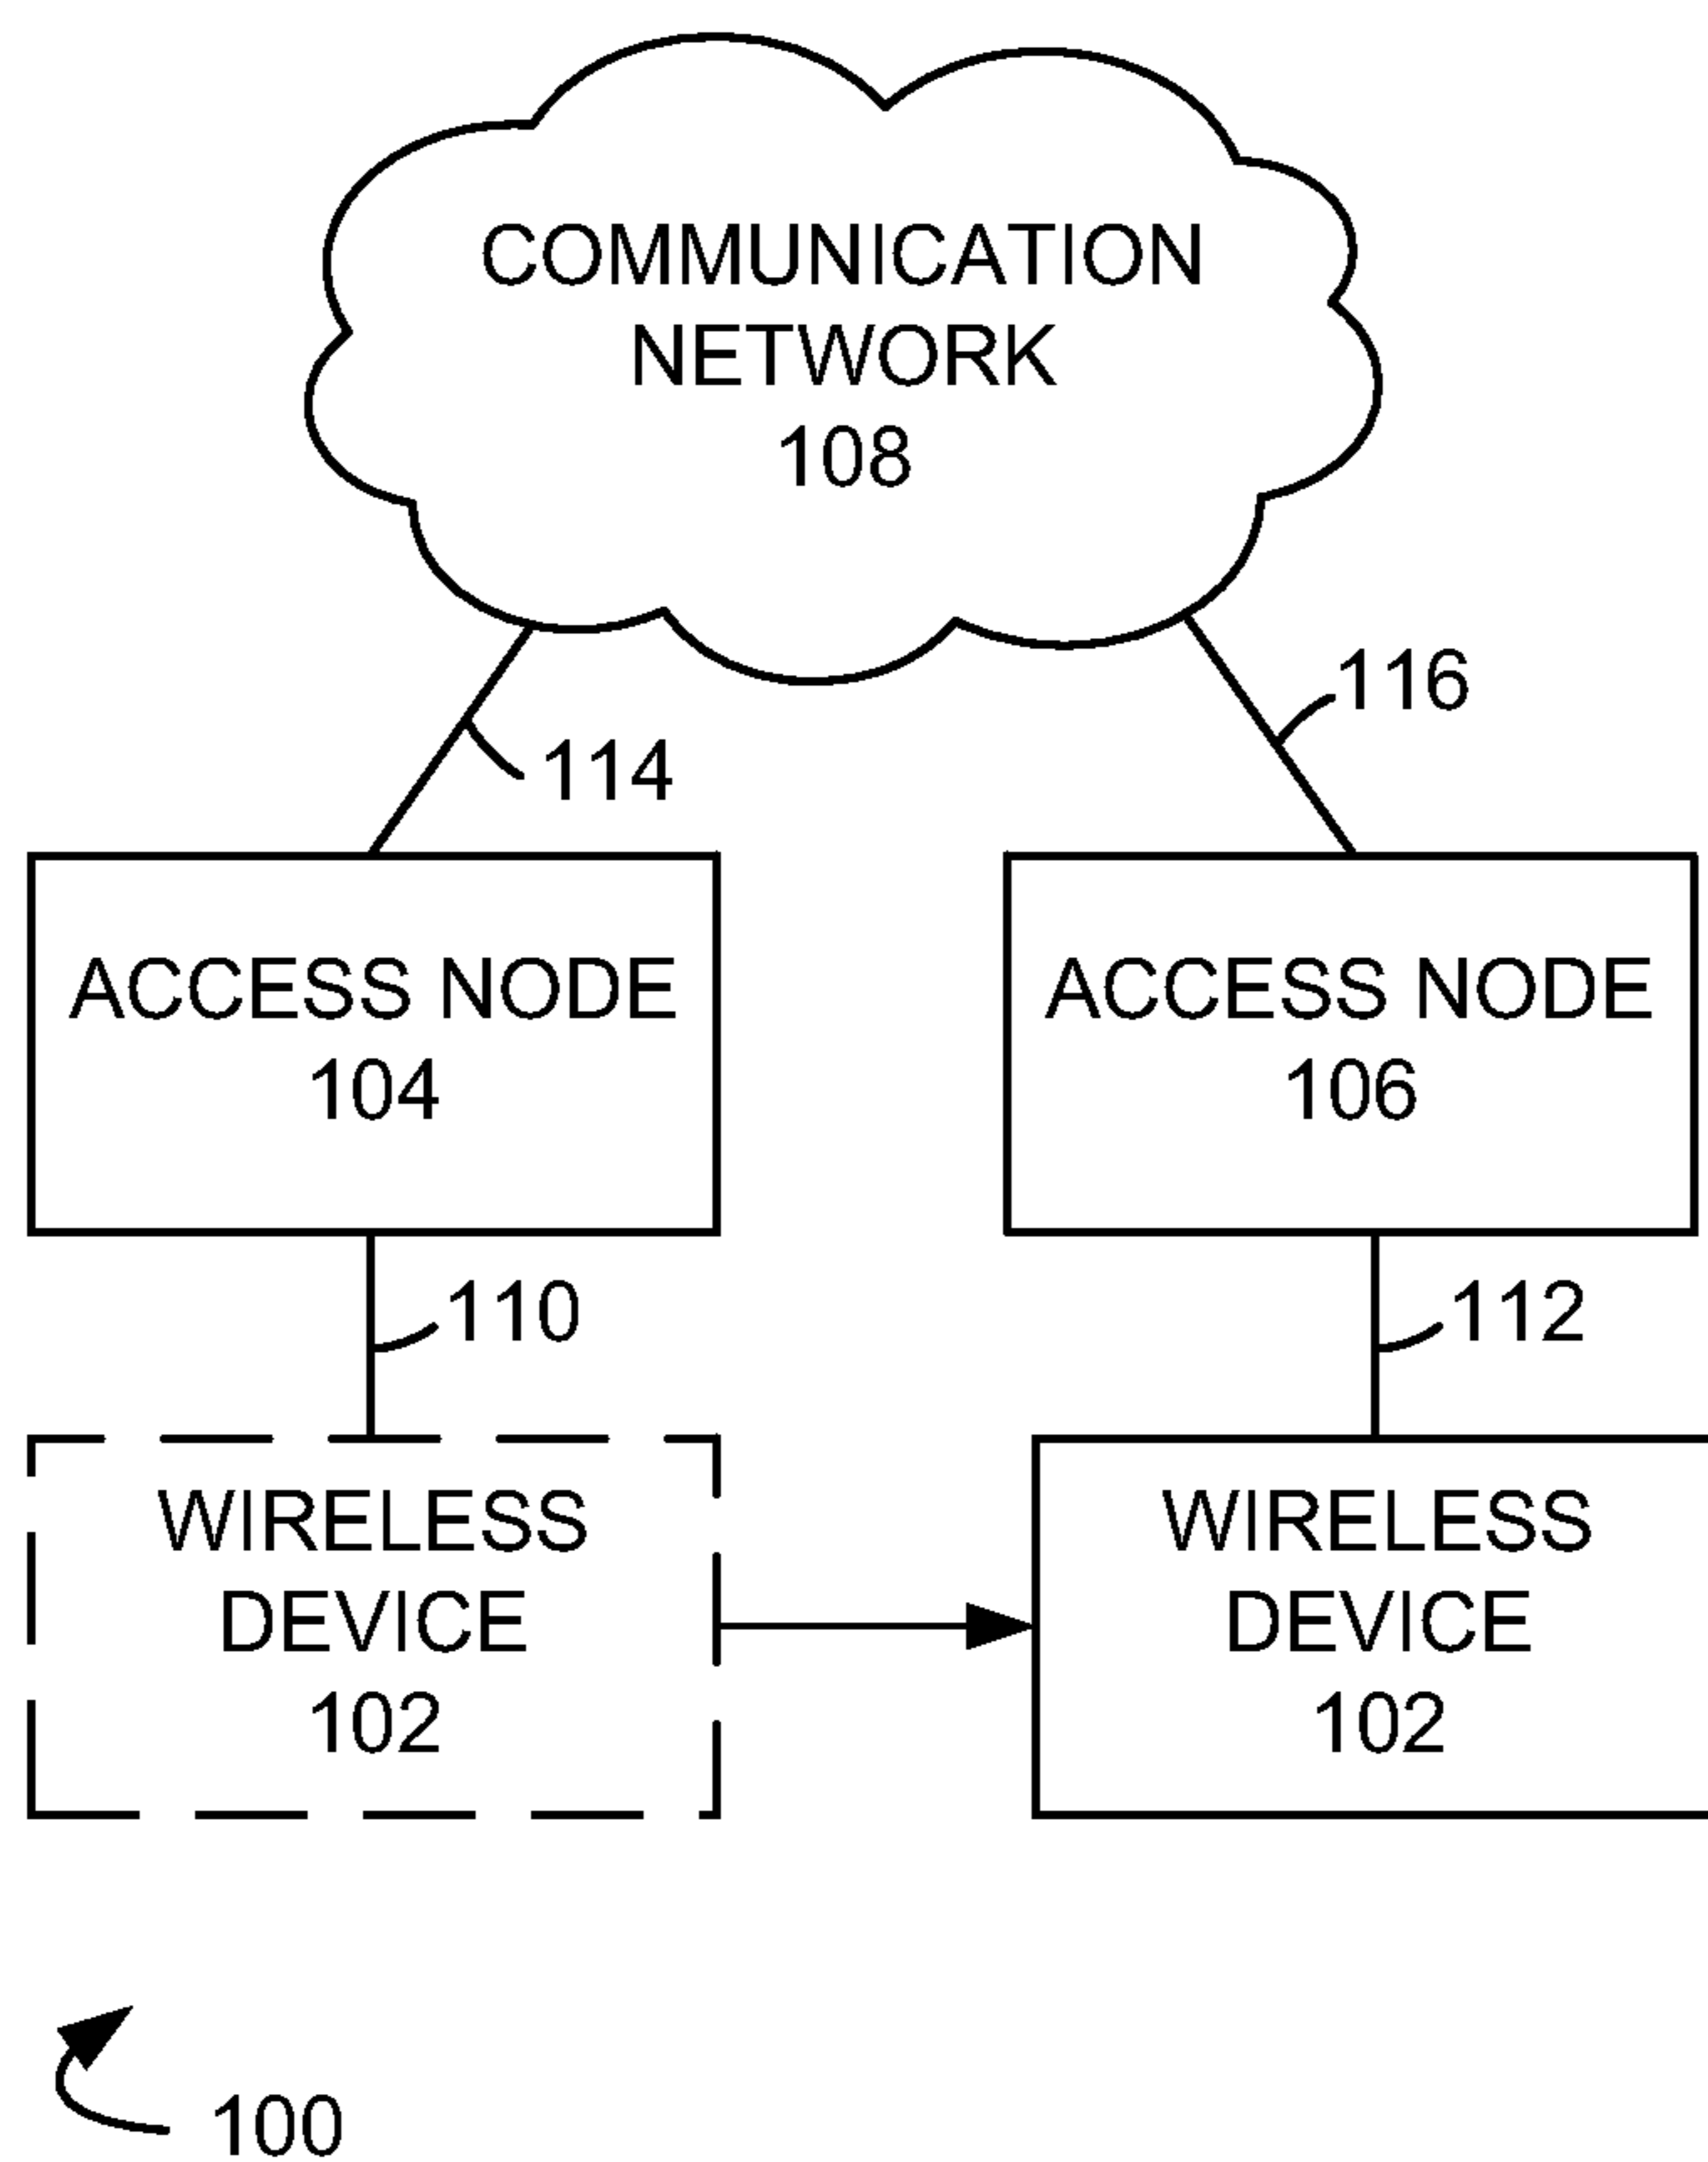 COMMUNICATION
NETWORK
108
116
114
ACCESS NODE
104
ACCESS NODE
106
110
112
WIRELESS
DEVICE
102
WIRELESS
DEVICE
102
100